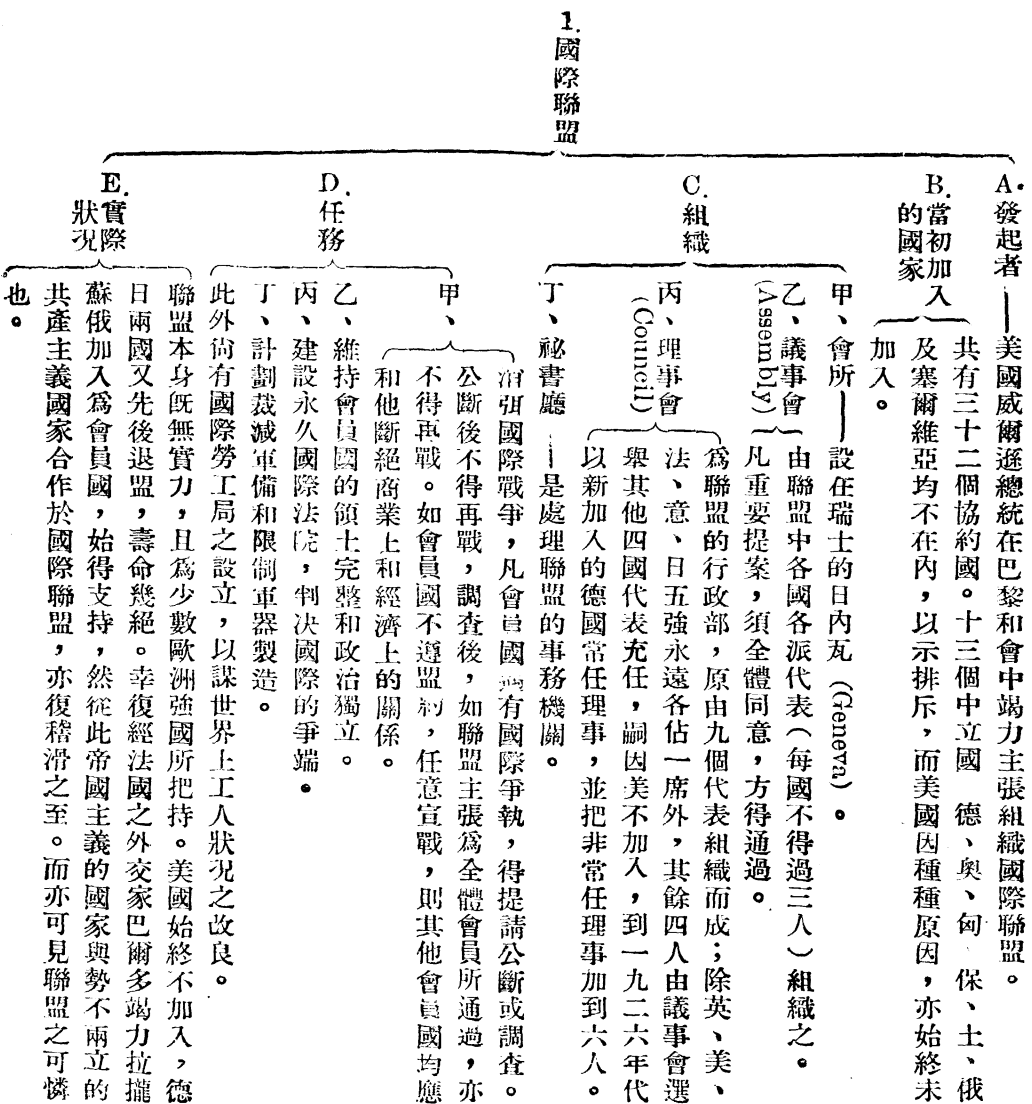 1.國際聯盟
A.發起者——美國威爾遜總統在巴黎和會中竭力主張組織國際聯盟。
B.當初加入
的國家
共有三十二個協約國。十三個中立國 德、奧、匈、保、土、俄
及塞爾維亞均不在內，以示排斥，而美國因種種原因，亦始終未
加入。
C.組織
甲、會所——設在瑞士的日內瓦(Geneva)。
乙、議事會
(Assembly)
由聯盟中各國各派代表(每國不得過三人)組織之。
凡重要提案，須全體同意，方得通過。
丙、理事會
(Council)
為聯盟的行政部，原由九個代表組織而成；除英、美、
法、意、日五強永遠各佔一席外，其餘四人由議事會選
舉其他四國代表充任，嗣因美不加入，到一九二六年代
以新加入的德國常任理事，並把非常任理事加到六人。
丁、祕書廳——是處理聯盟的事務機關。
D.任務
甲、
消弭國際戰爭，凡會員國 有國際爭執，得提請公斷或調查。
公斷後不得再戰，調查後，如聯盟主張為全體會員所通過，亦
不得再戰。如會員國不遵盟約，任意宣戰，則其他會員國均應
和他斷絕商業上和經濟上的關係。
乙、維持會員國的領土完整和政治獨立。
丙、建設永久國際法院，判决國際的爭端。
丁、計劃裁減軍備和限制軍器製造。
此外尚有國際勞工局之設立，以謀世界上工人狀況之改良。
E.實際
狀況
聯盟本身既無實力，且為少數歐洲強國所把持。美國始終不加入，德
日兩國又先後退盟，壽命幾絕。幸復經法國之外交家巴爾多竭力拉攏
蘇俄加入為會員國，始得支持，然從此帝國主義的國家與勢不兩立的
共產主義國家合作於國際聯盟，亦復稽滑之至。而亦可見聯盟之可憐
也。